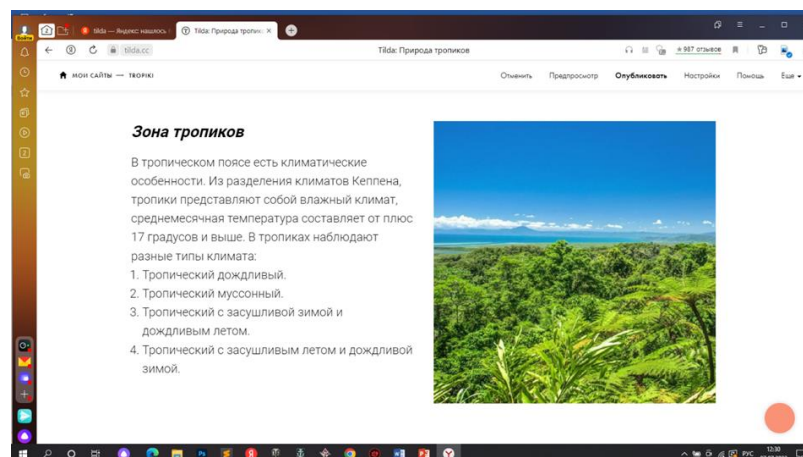 Войти
tilda — Яндекс: нашлось
Tilda: Природа тропико
tilda.cc
Tilda: Природа тропиков
987 отзывов
МОИ САЙТЫ — TROPIKI
Отменить Предпросмотр Опубликовать Настройки Помощь Еще
Зона тропиков
В тропическом поясе есть климатические
особенности. Из разделения климатов Кеппена,
тропики представляют собой влажный климат,
среднемесячная температура составляет от плюс
17 градусов и выше. В тропиках наблюдают
разные типы климата:
1. Тропический дождливый.
2. Тропический муссонный.
3. Тропический с засушливой зимой и
дождливым летом.
4. Тропический с засушливым летом и дождливой
зимой.
РУС
12:30